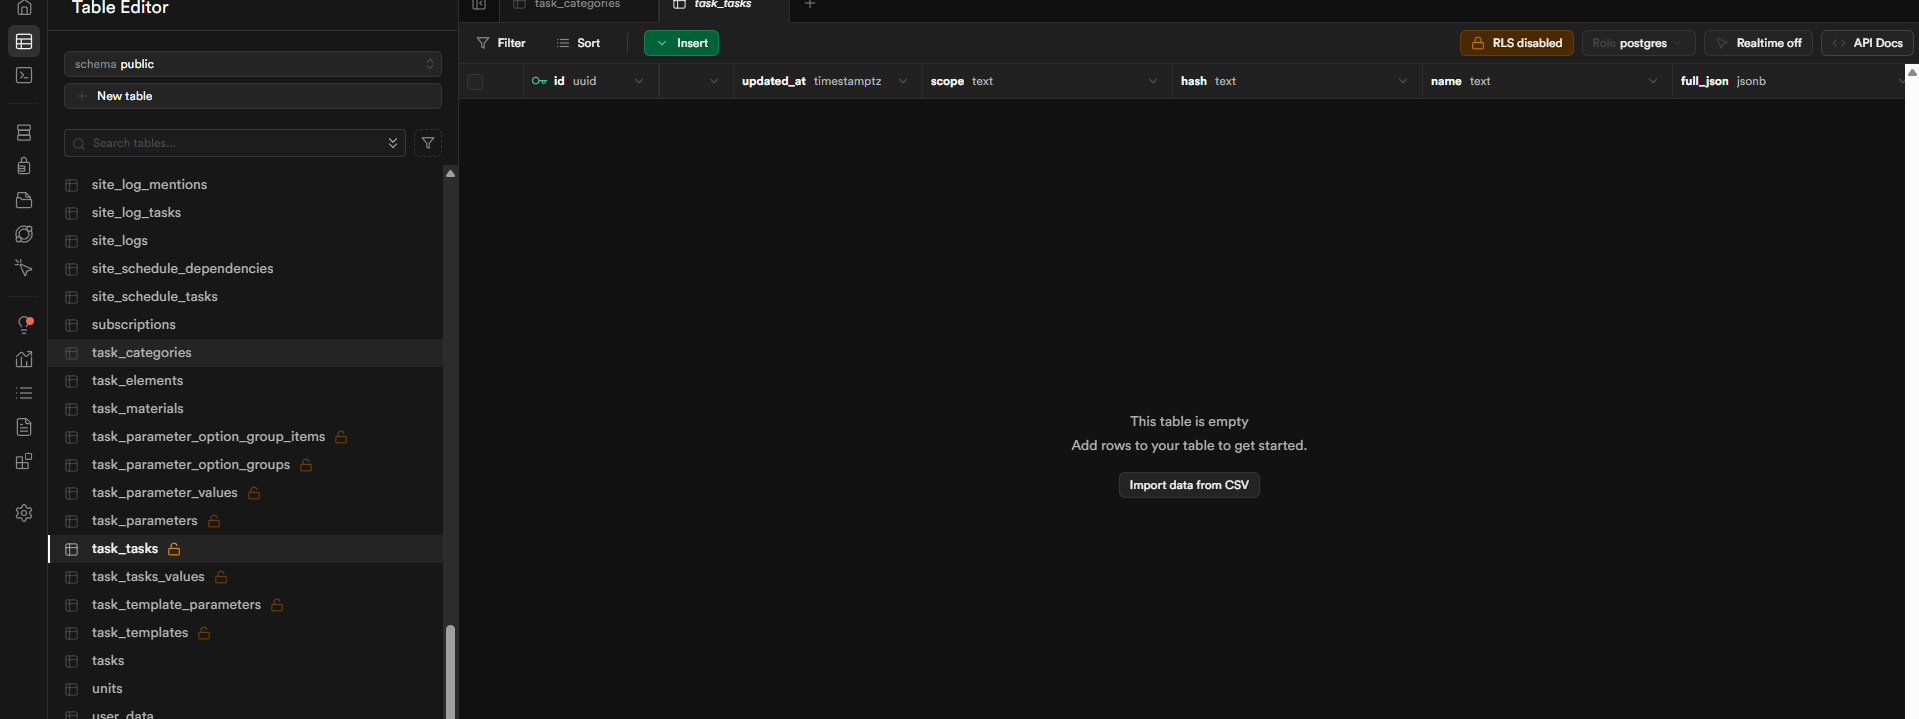 Table Editor
schema public
New table
Search tables...
site_log_mentions
site_log_tasks
site_logs
site_schedule_dependencies
site_schedule_tasks
subscriptions
task_categories
task_elements
task_materials
task_parameter_option_group_items
task_parameter_option_groups
task_parameter_values
task_parameters
task_tasks
task_tasks_values
task_template_parameters
task_templates
tasks
units
user_data
task_categories
task_tasks
Filter
Sort
Insert
RLS disabled
Role postgres
Realtime off
API Docs
id uuid
updated_at timestamptz
scope text
hash text
name text
full_json jsonb
This table is empty
Add rows to your table to get started.
Import data from CSV